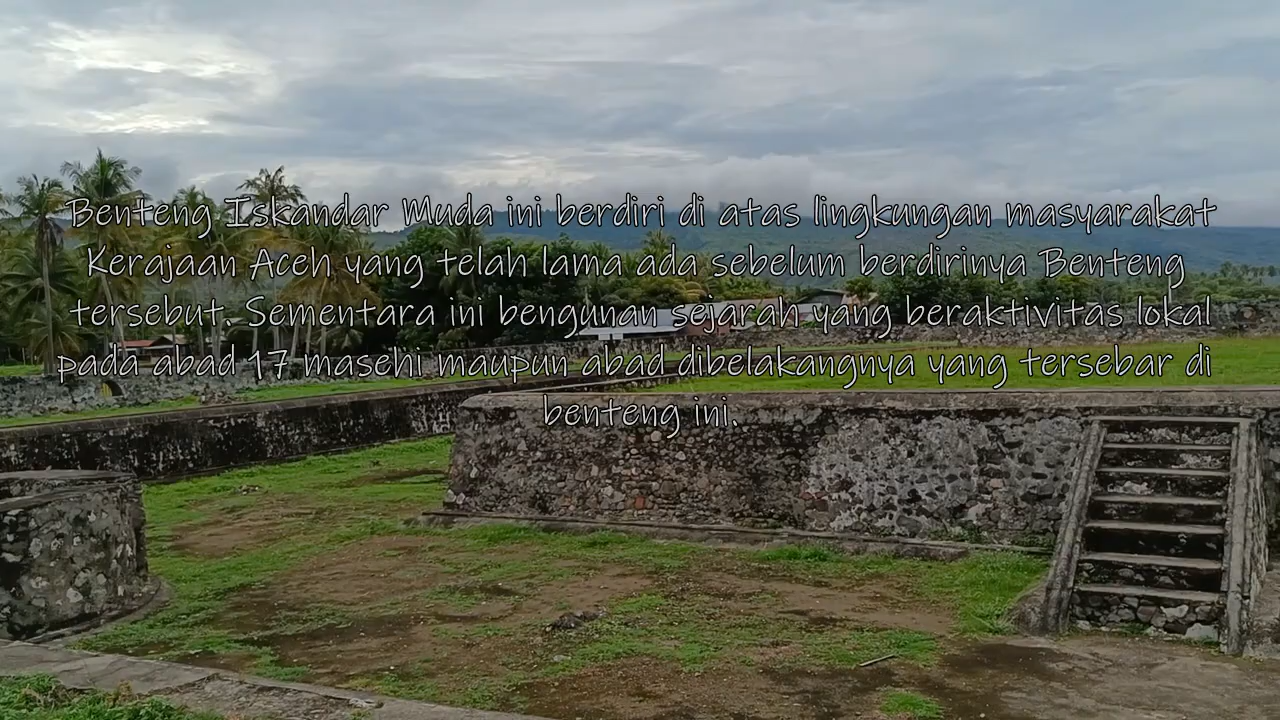 Benteng Iskandar Muda ini berdiri di atas lingkungan masyarakat
Kerajaan Aceh yang telah lama ada sebelum berdirinya Benteng
tersebut. Sementara ini bengunan sejarah yang beraktivitas lokal
pada abad 17 masehi maupun abad dibelakangnya yang tersebar di
benteng ini.